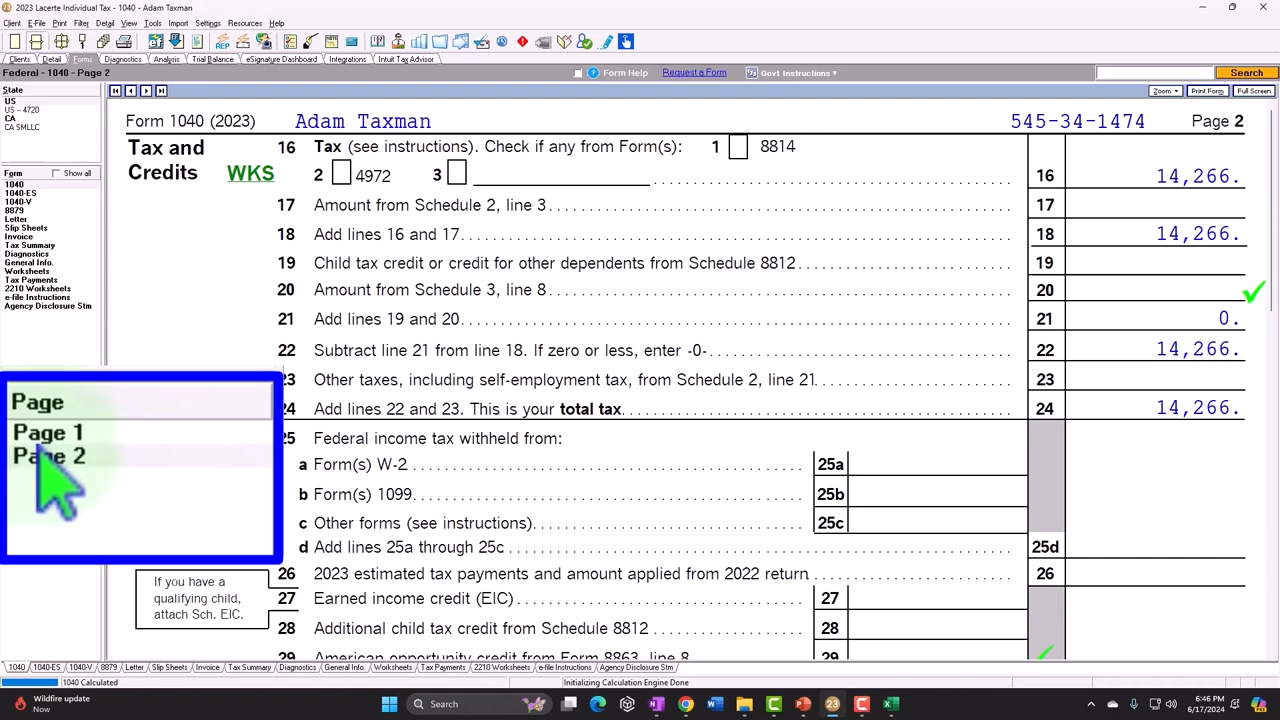 2023 Lacerte Individual Tax - 1040 - Adam Taxman
Client E-File Print Filter Detail View Tools Import Settings Resources Help
Clients Detail Forms Diagnostics Analysis Trial Balance eSignature Dashboard Integrations Intuit Tax Advisor
Federal - 1040 - Page 2 Form Help Request a Form Govt Instructions Search
State
US
US - 4720
CA
CA SMLLC
Zoom Print Form Full Screen
Form Show all
1040
1040-ES
1040-V
8879
Letter
Slip Sheets
Invoice
Tax Summary
Diagnostics
General Info.
Worksheets
Tax Payments
2210 Worksheets
e-file Instructions
Agency Disclosure Stm
Page
Page 1
Page 2
Form 1040 (2023) Adam Taxman 545-34-1474 Page 2
Tax and Credits WKS
16 Tax (see instructions). Check if any from Form(s): 1 8814
2 4972 3 16 14,266.
17 Amount from Schedule 2, line 3 17
18 Add lines 16 and 17 18 14,266.
19 Child tax credit or credit for other dependents from Schedule 8812 19
20 Amount from Schedule 3, line 8 20
21 Add lines 19 and 20 21 0.
22 Subtract line 21 from line 18. If zero or less, enter -0- 22 14,266.
23 Other taxes, including self-employment tax, from Schedule 2, line 21 23
24 Add lines 22 and 23. This is your total tax 24 14,266.
25 Federal income tax withheld from:
a Form(s) W-2 25a
b Form(s) 1099 25b
c Other forms (see instructions) 25c
d Add lines 25a through 25c 25d
26 2023 estimated tax payments and amount applied from 2022 return 26
If you have a
qualifying child,
attach Sch. EIC.
27 Earned income credit (EIC) 27
28 Additional child tax credit from Schedule 8812 28
29 American opportunity credit from Form 8863, line 8 29
1040 1040-ES 1040-V 8879 Letter Slip Sheets Invoice Tax Summary Diagnostics General Info. Worksheets Tax Payments 2210 Worksheets e-file Instructions Agency Disclosure Stm
1040 Calculated Initializing Calculation Engine Done
Wildfire update
Now
Search
6:46 PM
6/17/2024